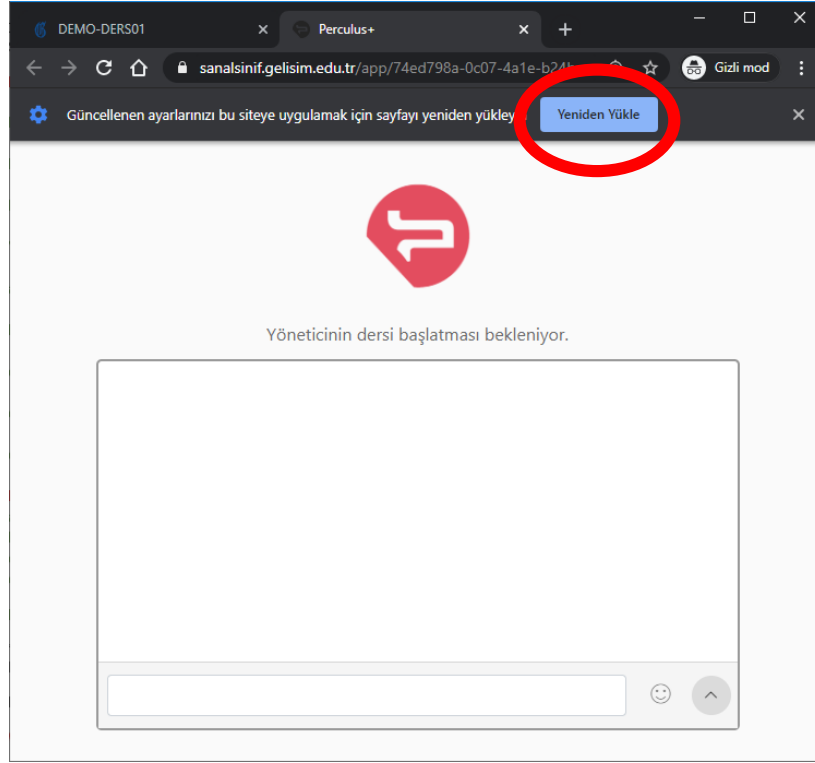 DEMO-DERS01
Perculus+
sanalsinif.gelisim.edu.tr/app/74ed798a-0c07-4a1e-b24b
Gizli mod
Güncellenen ayarlarınızı bu siteye uygulamak için sayfayı yeniden yükley
Yeniden Yükle
Yöneticinin dersi başlatması bekleniyor.